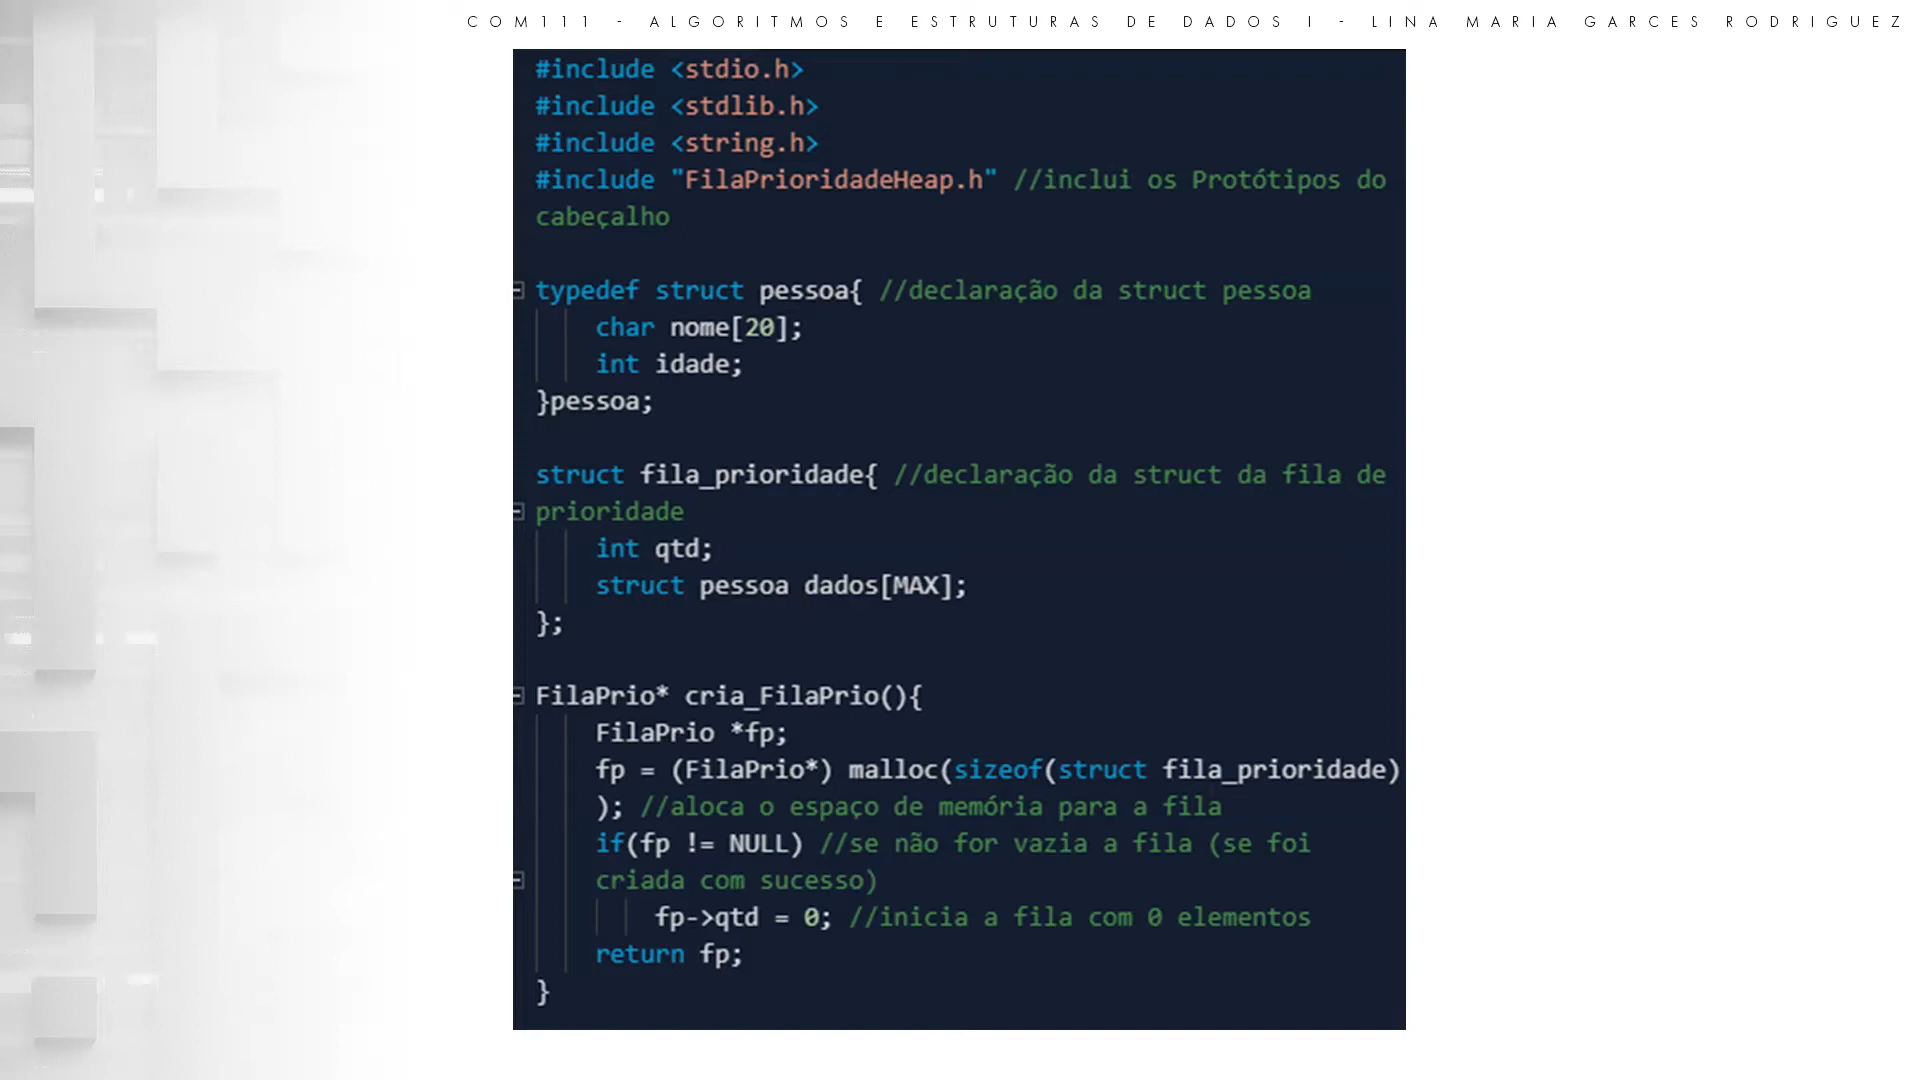 COM111 - ALGORITMOS E ESTRUTURAS DE DADOS I - LINA MARIA GARCES RODRIGUEZ
#include <stdio.h>
#include <stdlib.h>
#include <string.h>
#include "FilaPrioridadeHeap.h" //inclui os Protótipos do
cabeçalho
typedef struct pessoa{ //declaração da struct pessoa
char nome[20];
int idade;
}pessoa;
struct fila_prioridade{ //declaração da struct da fila de
prioridade
int qtd;
struct pessoa dados[MAX];
};
FilaPrio* cria_FilaPrio(){
FilaPrio *fp;
fp = (FilaPrio*) malloc(sizeof(struct fila_prioridade)
); //aloca o espaço de memória para a fila
if(fp != NULL) //se não for vazia a fila (se foi
criada com sucesso)
fp->qtd = 0; //inicia a fila com 0 elementos
return fp;
}